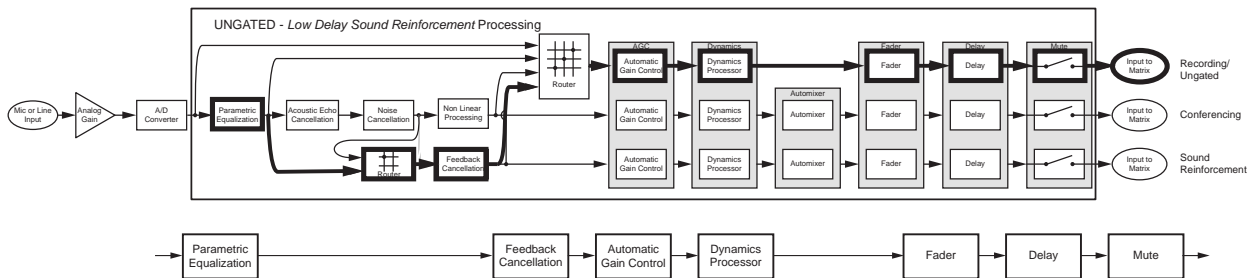 UNGATED - Low Delay Sound Reinforcement Processing
Router
AGC
Automatic
Gain Control
Dynamics
Dynamics
Processor
Fader
Fader
Delay
Delay
Mute
Input to
Matrix
Recording/
Ungated
Mic or Line
Input
Analog
Gain
A/D
Converter
Parametric
Equalization
Acoustic Echo
Cancellation
Noise
Cancellation
Non Linear
Processing
Automatic
Gain Control
Dynamics
Processor
Automixer
Automixer
Fader
Delay
Input to
Matrix
Conferencing
Router
Feedback
Cancellation
Automatic
Gain Control
Dynamics
Processor
Automixer
Fader
Delay
Input to
Matrix
Sound
Reinforcement
Parametric
Equalization
Feedback
Cancellation
Automatic
Gain Control
Dynamics
Processor
Fader
Delay
Mute